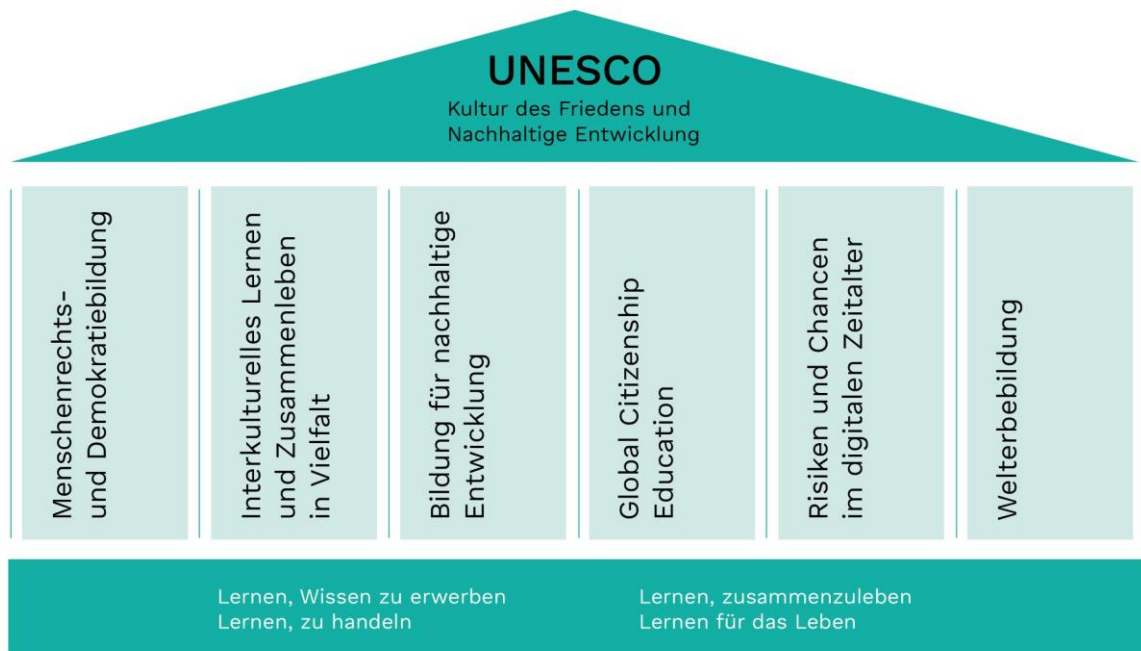 UNESCO
Kultur des Friedens und
Nachhaltige Entwicklung
Menschenrechts-
und Demokratiebildung
Interkulturelles Lernen
und Zusammenleben
in Vielfalt
Bildung für nachhaltige
Entwicklung
Global Citizenship
Education
Risiken und Chancen
im digitalen Zeitalter
Welterbebildung
Lernen, Wissen zu erwerben
Lernen, zu handeln
Lernen, zusammenzuleben
Lernen für das Leben